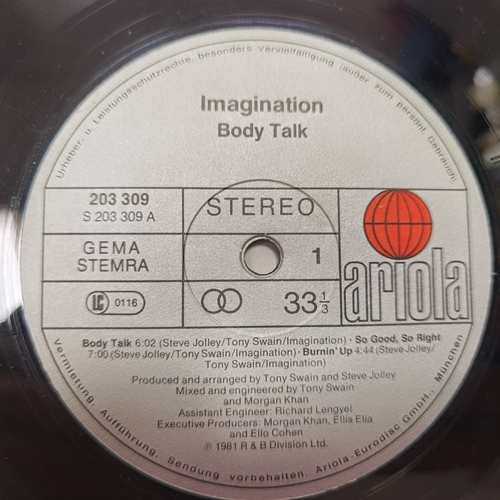 Urheber- u. Leistungsschutzrechte, besonders Vervielfältigung (außer zum persönl. Gebrauch),
Imagination
Body Talk
203 309
S 203 309 A
STEREO
GEMA
STEMRA
1
ariola
LC 0116
33 1/3
Body Talk 6:02 (Steve Jolley/Tony Swain/Imagination) · So Good, So Right
7:00 (Steve Jolley/Tony Swain/Imagination) · Burnin' Up 4:44 (Steve Jolley/
Tony Swain/Imagination)
Produced and arranged by Tony Swain and Steve Jolley
Mixed and engineered by Tony Swain
and Morgan Khan
Assistant Engineer: Richard Lengyel
Executive Producers: Morgan Khan, Ellis Elia
and Elio Cohen
℗ 1981 R & B Division Ltd.
Vermietung, Aufführung, Sendung vorbehalten. Ariola-Eurodisc GmbH., München